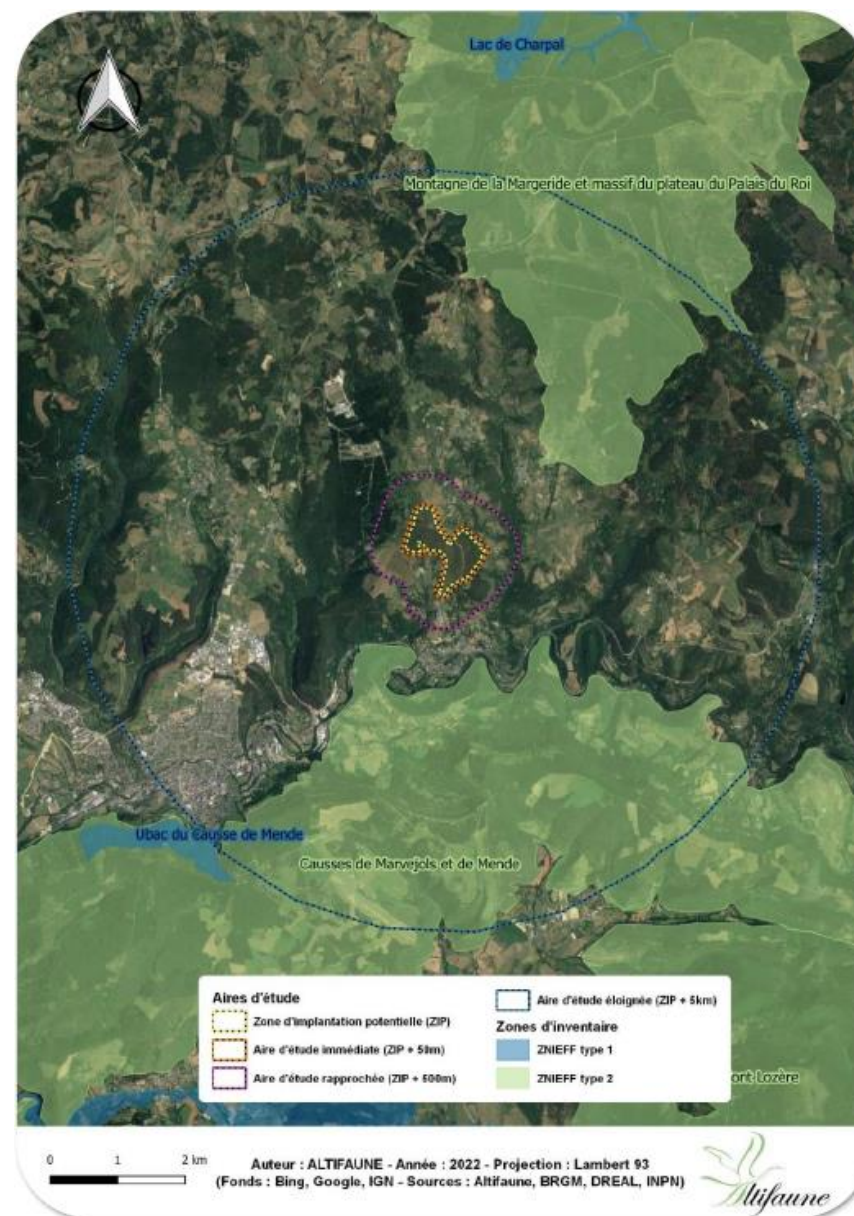 Lac de Charpal
Montagne de la Margeride et massif du plateau du Palais du Roi
Ubac du Causse de Mende
Causses de Marvejols et de Mende
Aires d'étude
Zone d'implantation potentielle (ZIP)
Aire d'étude immédiate (ZIP + 50m)
Aire d'étude rapprochée (ZIP + 500m)
Aire d'étude éloignée (ZIP + 5km)
Zones d'inventaire
ZNIEFF type 1
ZNIEFF type 2
ont Lozère
0 1 2 km
Auteur : ALTIFAUNE - Année : 2022 - Projection : Lambert 93
(Fonds : Bing, Google, IGN - Sources : Altifaune, BRGM, DREAL, INPN)
Altifaune